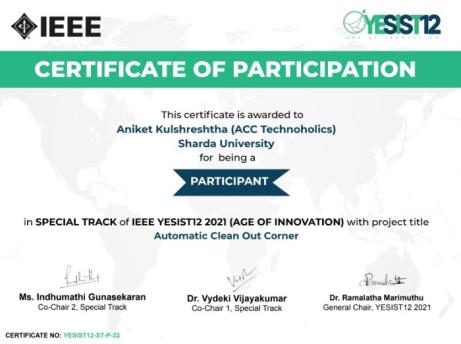 IEEE
YESIST12
CERTIFICATE OF PARTICIPATION
This certificate is awarded to
Aniket Kulshreshtha (ACC Technoholics)
Sharda University
for being a
PARTICIPANT
in SPECIAL TRACK of IEEE YESIST12 2021 (AGE OF INNOVATION) with project title
Automatic Clean Out Corner
Ms. Indhumathi Gunasekaran
Co-Chair 2, Special Track
Dr. Vydeki Vijayakumar
Co-Chair 1, Special Track
Dr. Ramalatha Marimuthu
General Chair, YESIST12 2021
CERTIFICATE NO: YESIST12-ST-P-33